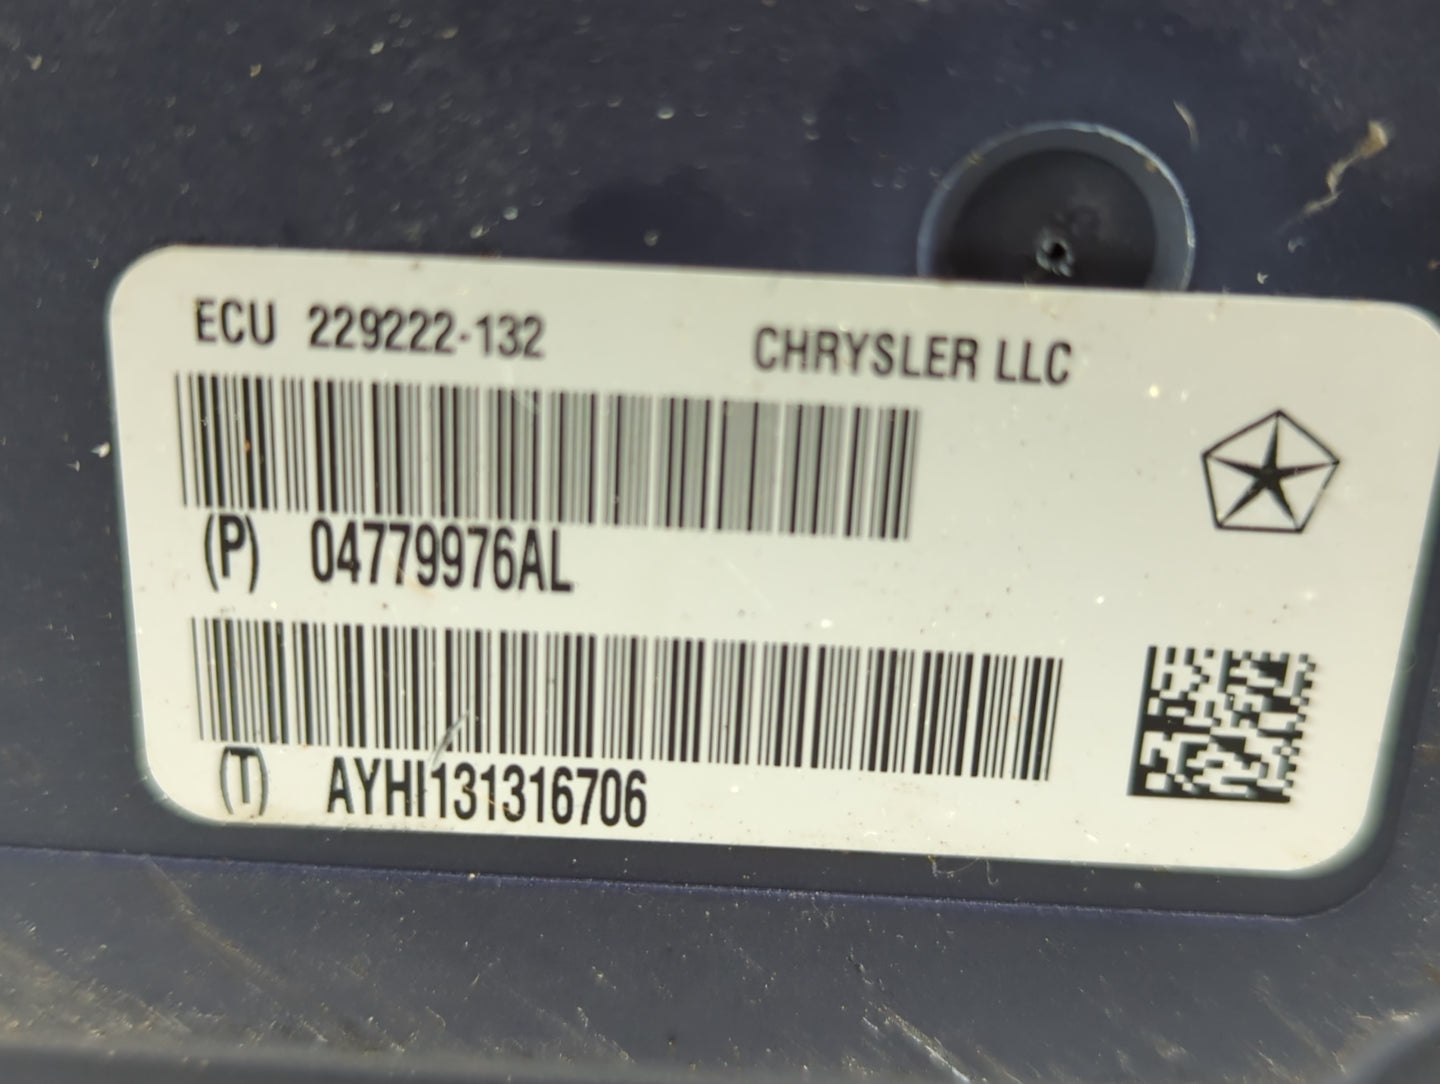 ECU 229222-132 CHRYSLER LLC
(P) 04779976AL
(T) AYHI131316706